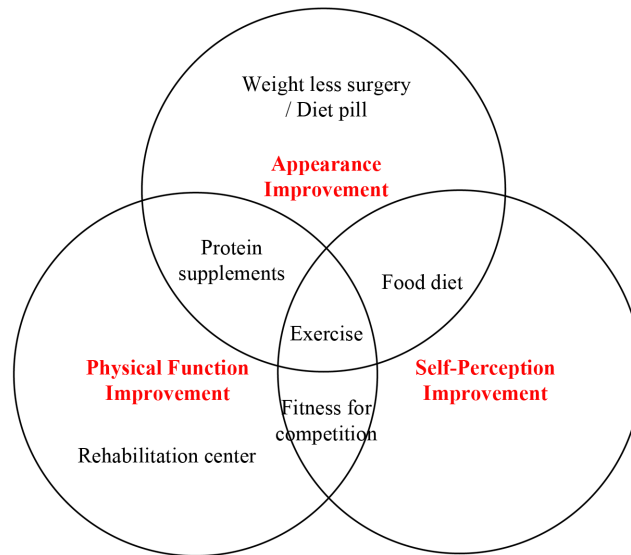 Weight less surgery
/ Diet pill
Appearance
Improvement
Protein
supplements
Food diet
Exercise
Physical Function
Improvement
Self-Perception
Improvement
Fitness for
competition
Rehabilitation center